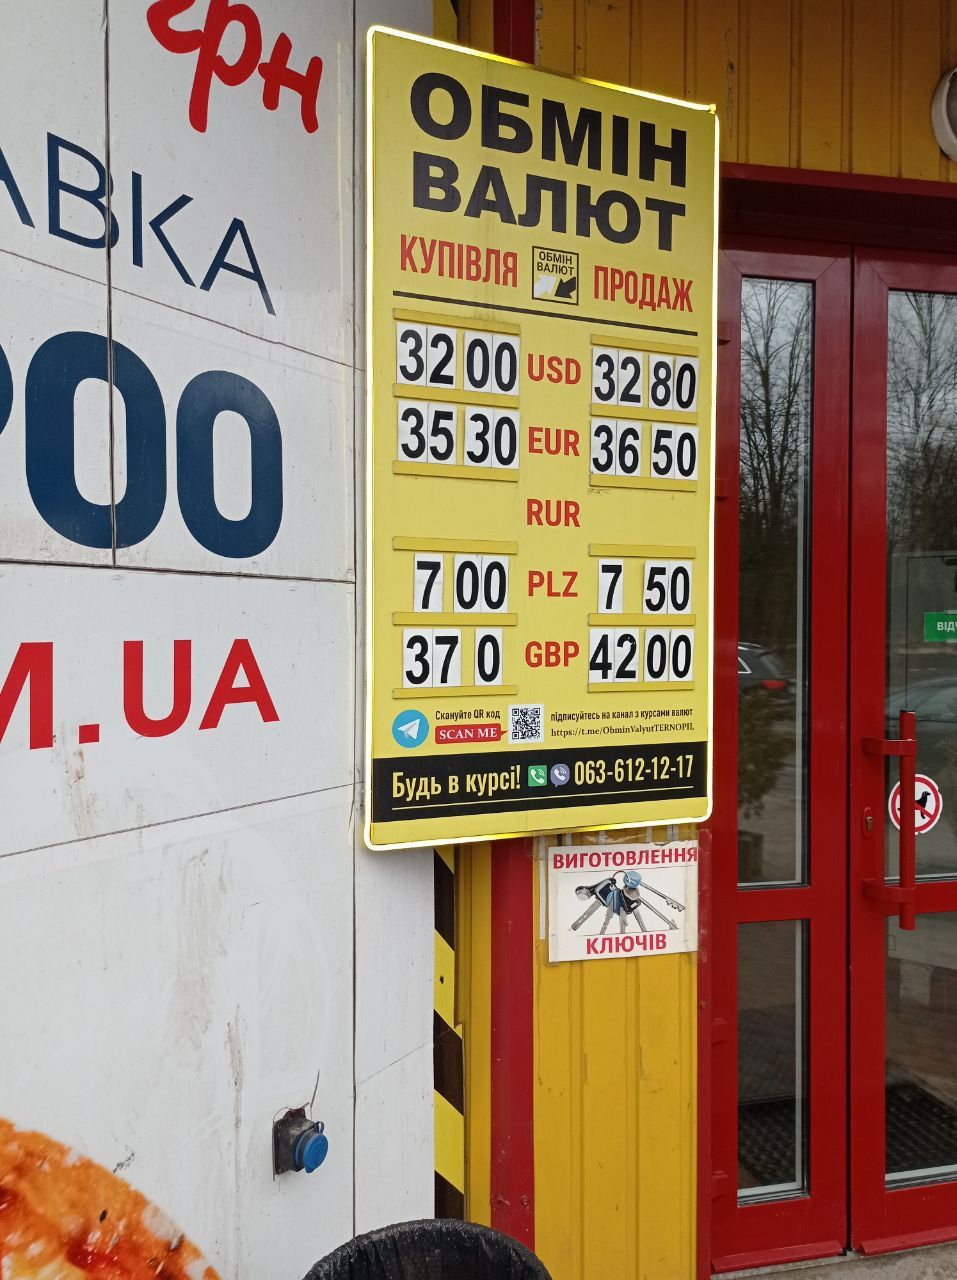 грн
АВКА
900
М.UA
ОБМІН
ВАЛЮТ
КУПІВЛЯ ОБМІН ВАЛЮТ ПРОДАЖ
32 00 USD 32 80
35 30 EUR 36 50
RUR
7 00 PLZ 7 50
37 0 GBP 42 00
Скануйте QR код
SCAN ME
підписуйтесь на канал з курсами валют
https://t.me/ObminValyutTERNOPIL
Будь в курсі! 063-612-12-17
ВИГОТОВЛЕННЯ
КЛЮЧІВ